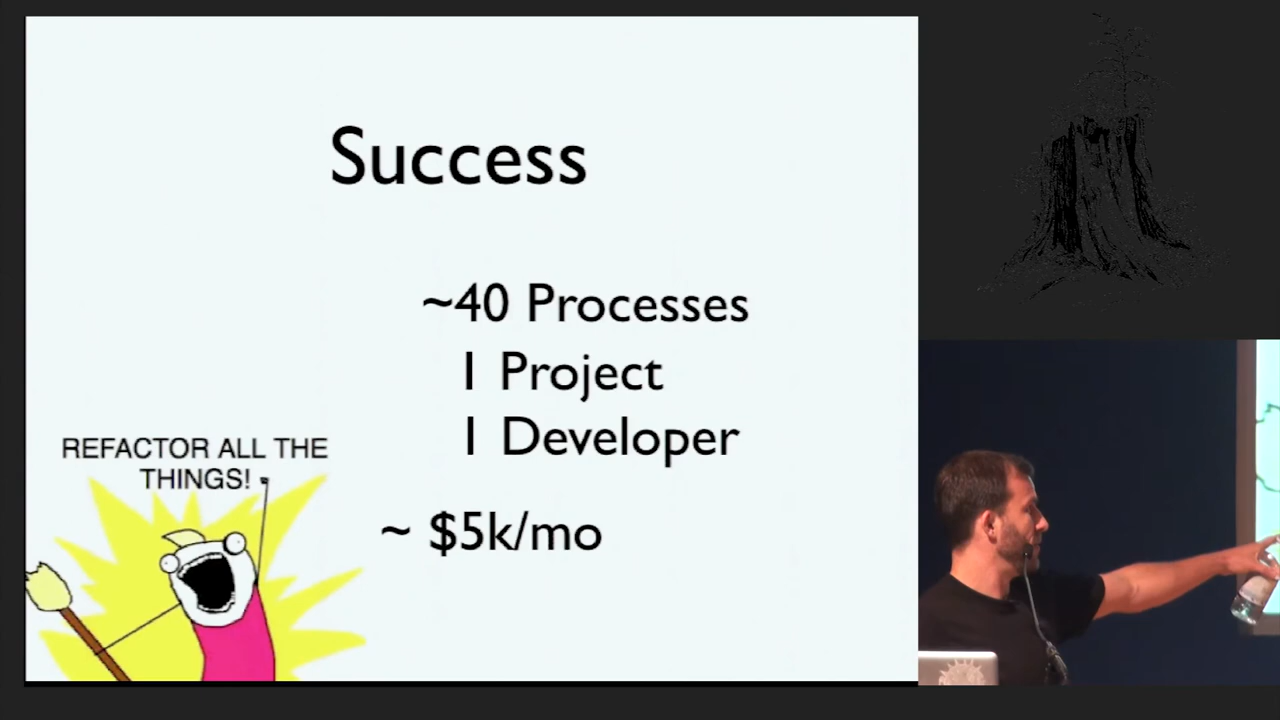 Success
~40 Processes
1 Project
1 Developer
~ $5k/mo
REFACTOR ALL THE
THINGS!